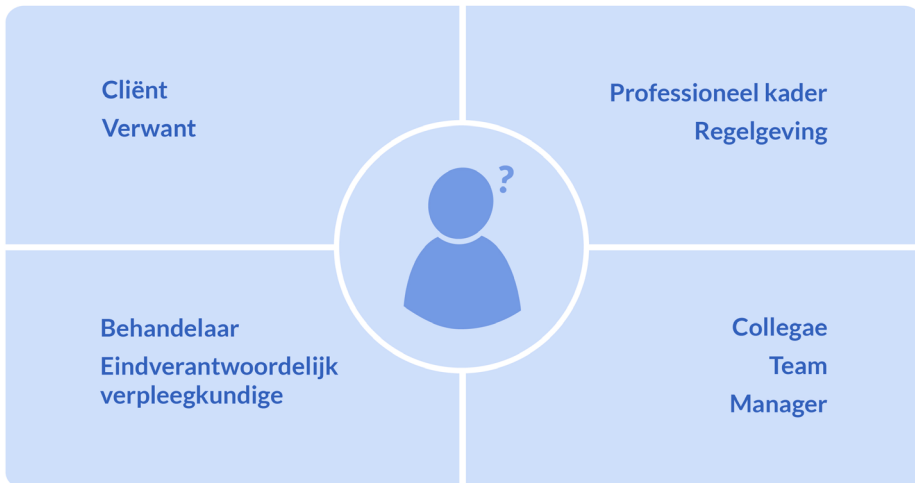 Cliënt
Verwant
Professioneel kader
Regelgeving
?
Behandelaar
Eindverantwoordelijk
verpleegkundige
Collegae
Team
Manager